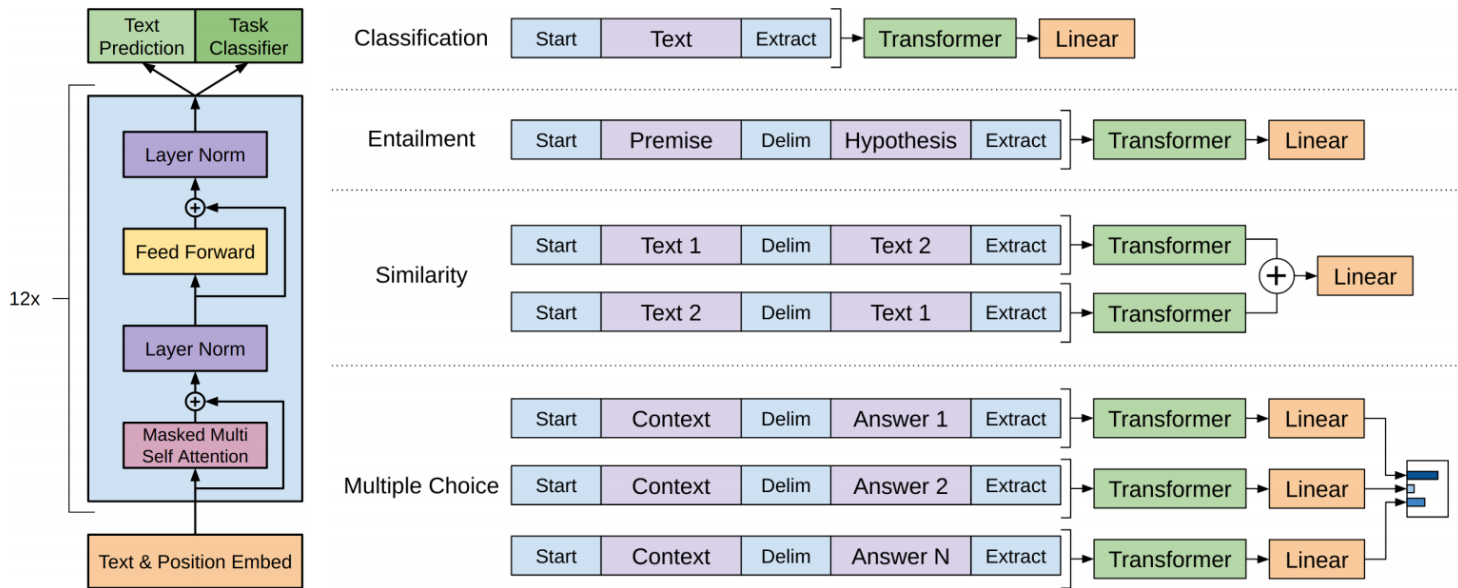 Text Prediction
Task Classifier
12x
Layer Norm
+
Feed Forward
Layer Norm
+
Masked Multi
Self Attention
Text & Position Embed
Classification
Start Text Extract Transformer Linear
Entailment
Start Premise Delim Hypothesis Extract Transformer Linear
Similarity
Start Text 1 Delim Text 2 Extract Transformer
+ Linear
Start Text 2 Delim Text 1 Extract Transformer
Multiple Choice
Start Context Delim Answer 1 Extract Transformer Linear
Start Context Delim Answer 2 Extract Transformer Linear
Start Context Delim Answer N Extract Transformer Linear